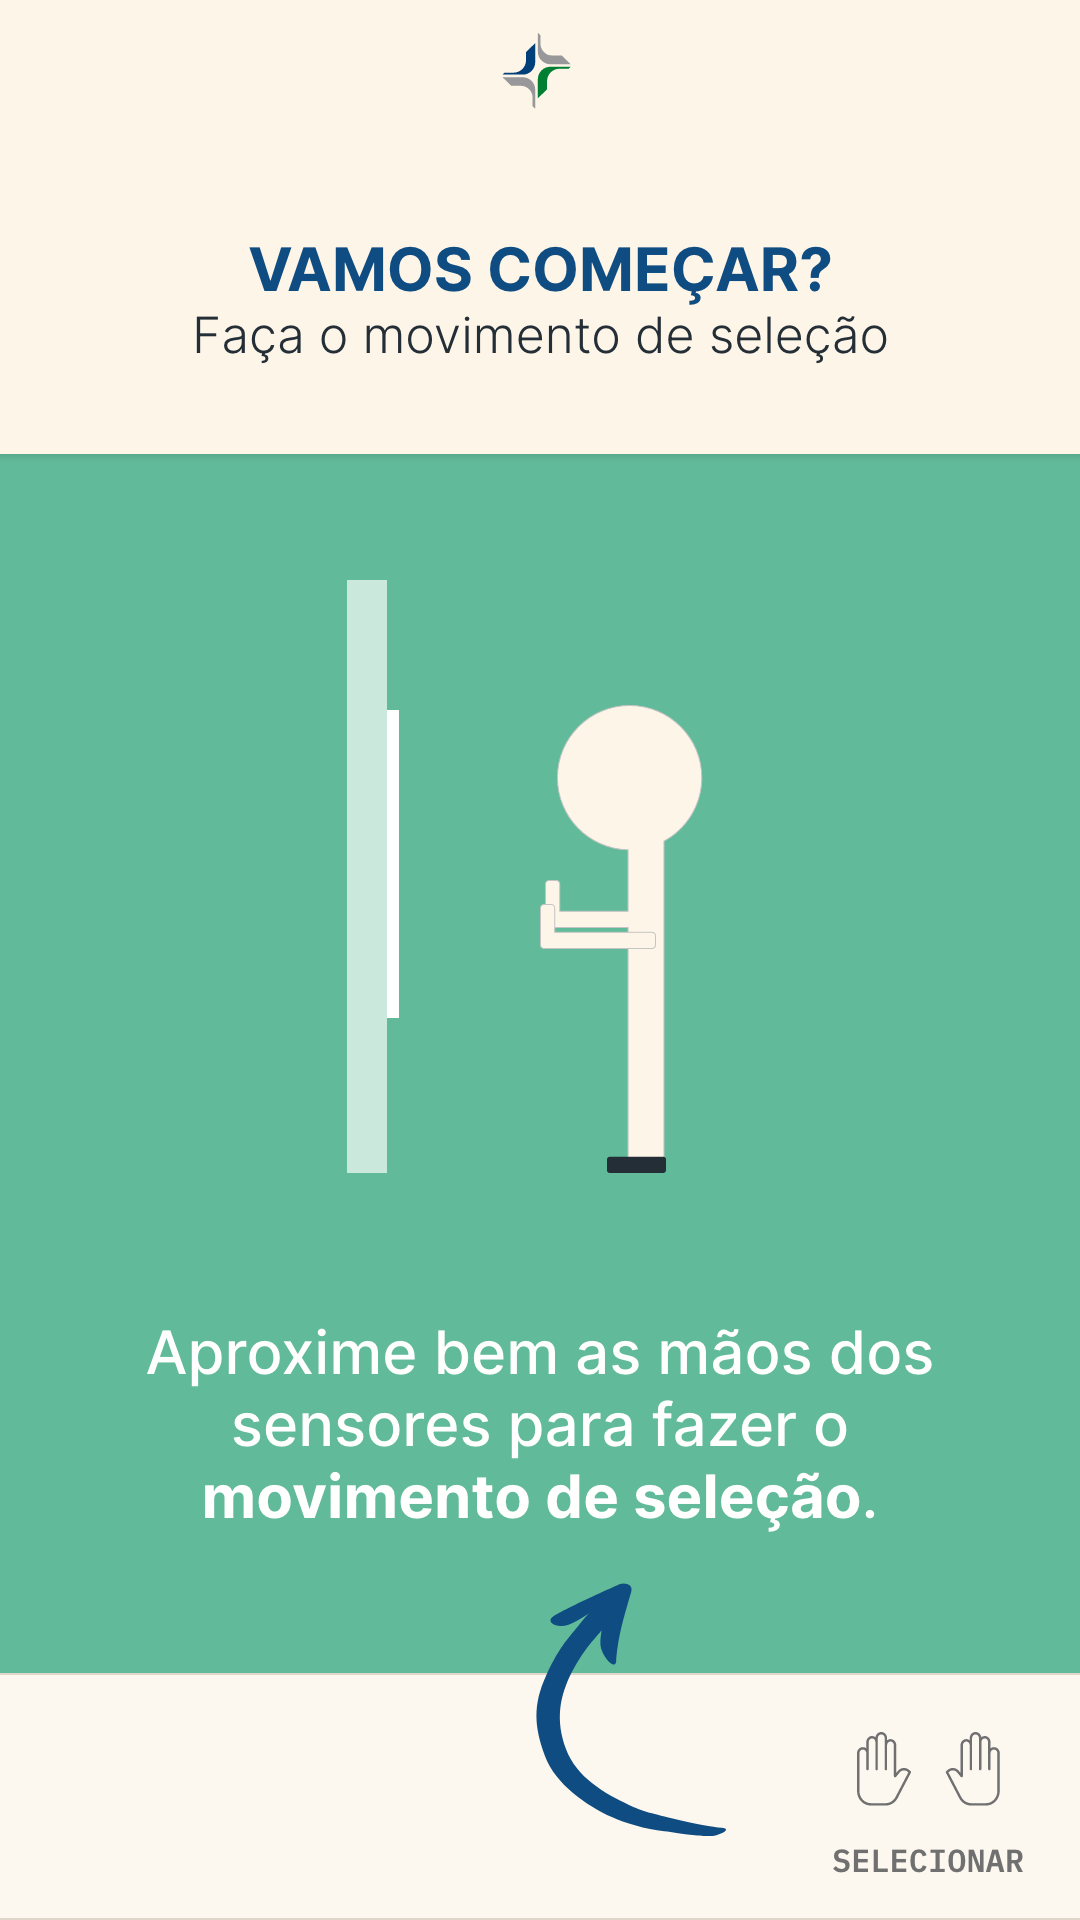 VAMOS COMEÇAR?
Faça o movimento de seleção
Aproxime bem as mãos dos
sensores para fazer o
movimento de seleção.
SELECIONAR